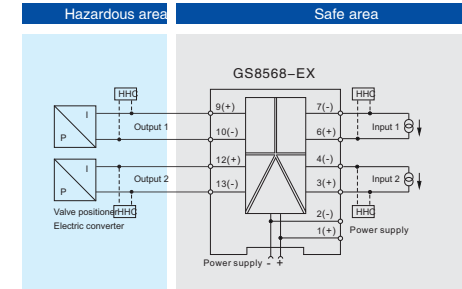 Hazardous area
Safe area
GS8568-EX
HHC
HHC
9(+)
7(-)
I
P
Output 1
Input 1
10(-)
6(+)
12(+)
4(-)
I
P
Output 2
Input 2
13(-)
3(+)
Valve positioner
HHC
HHC
2(-)
Electric converter
1(+)
Power supply
Power supply - +